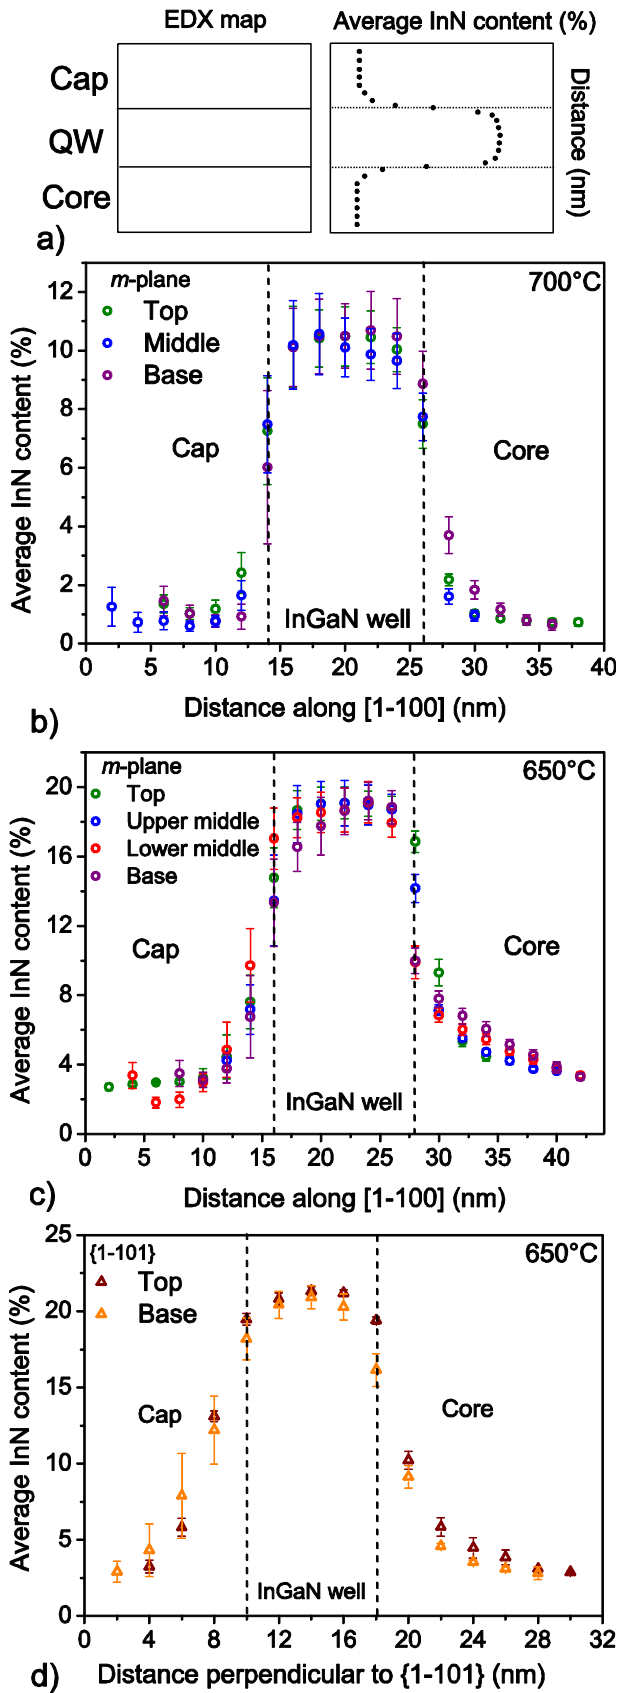 EDX map
Average InN content (%)
Cap
QW
Core
Distance (nm)
a)
m-plane
Top
Middle
Base
700°C
Cap
Core
InGaN well
12
10
8
6
4
2
0
Average InN content (%)
0 5 10 15 20 25 30 35 40
Distance along [1-100] (nm)
b)
m-plane
Top
Upper middle
Lower middle
Base
650°C
Cap
Core
InGaN well
20
16
12
8
4
0
Average InN content (%)
0 5 10 15 20 25 30 35 40
Distance along [1-100] (nm)
c)
{1-101}
Top
Base
650°C
Cap
Core
InGaN well
25
20
15
10
5
0
Average InN content (%)
0 4 8 12 16 20 24 28 32
Distance perpendicular to {1-101} (nm)
d)